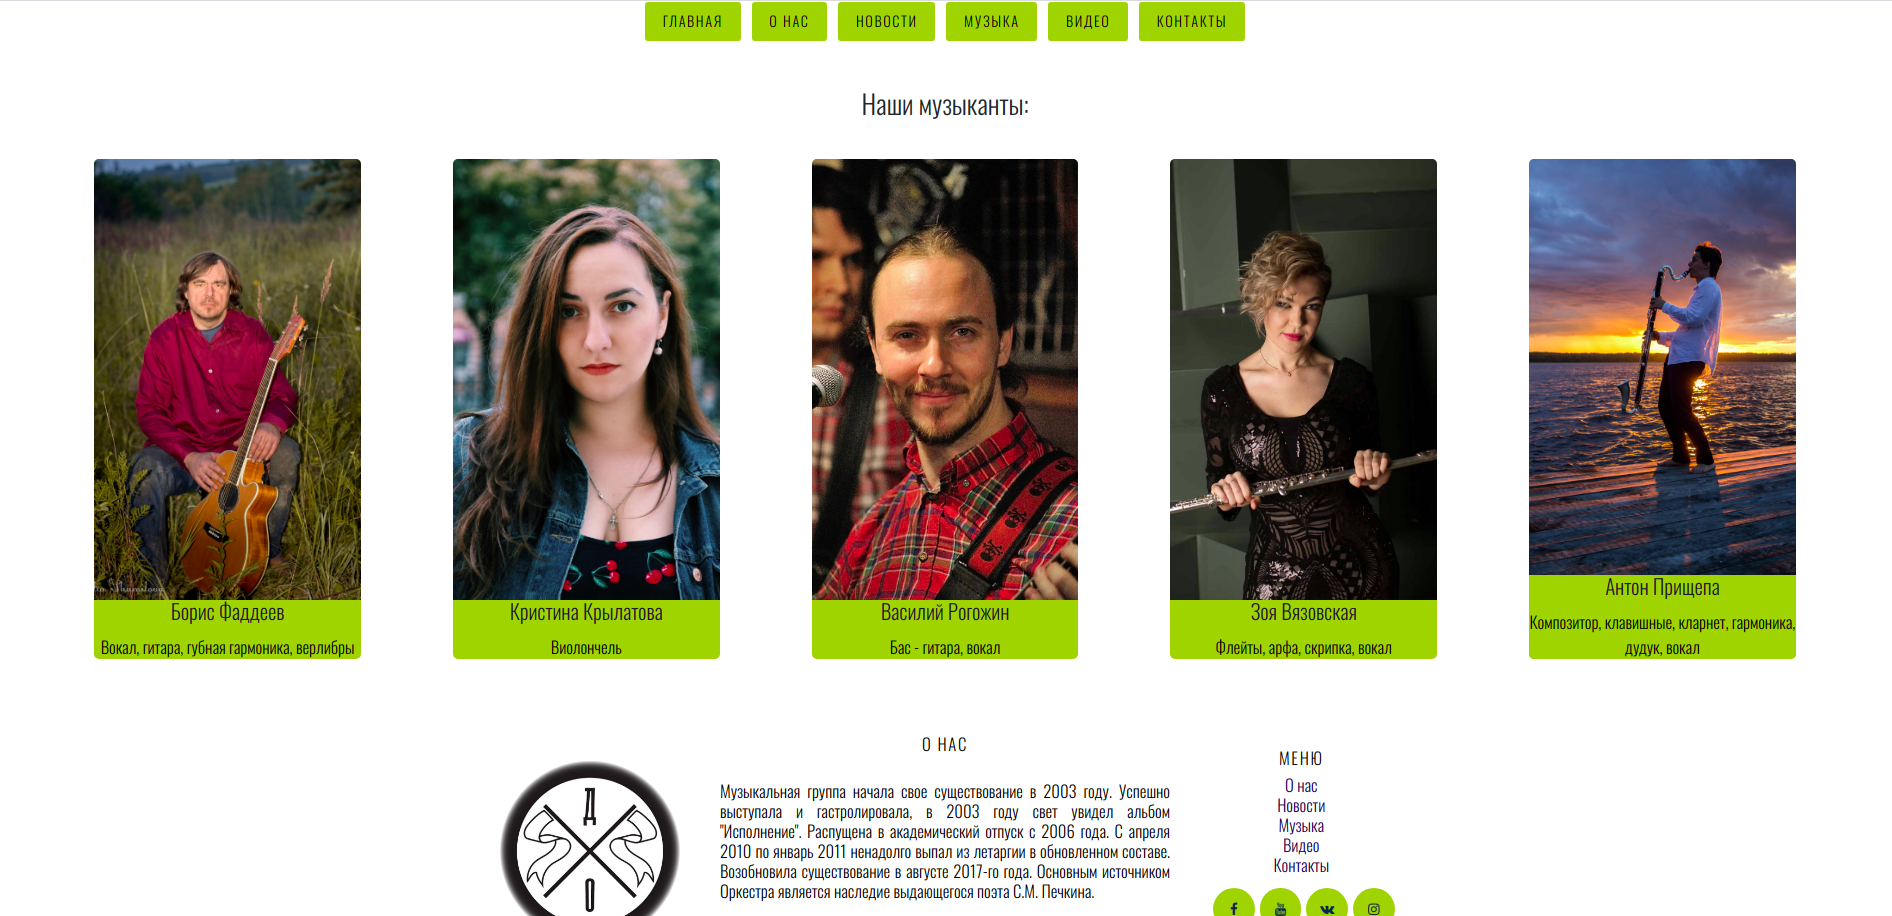 ГЛАВНАЯ
О НАС
НОВОСТИ
МУЗЫКА
ВИДЕО
КОНТАКТЫ
Наши музыканты:
Борис Фаддеев
Вокал, гитара, губная гармоника, верлибры
Кристина Крылатова
Виолончель
Василий Рогожин
Бас - гитара, вокал
Зоя Вязовская
Флейты, арфа, скрипка, вокал
Антон Прищепа
Композитор, клавишные, кларнет, гармоника,
дудук, вокал
Д
О
О НАС
Музыкальная группа начала свое существование в 2003 году. Успешно
выступала и гастролировала, в 2003 году свет увидел альбом
"Исполнение". Распущена в академический отпуск с 2006 года. С апреля
2010 по январь 2011 ненадолго выпал из летаргии в обновленном составе.
Возобновила существование в августе 2017-го года. Основным источником
Оркестра является наследие выдающегося поэта С.М. Печкина.
МЕНЮ
О нас
Новости
Музыка
Видео
Контакты